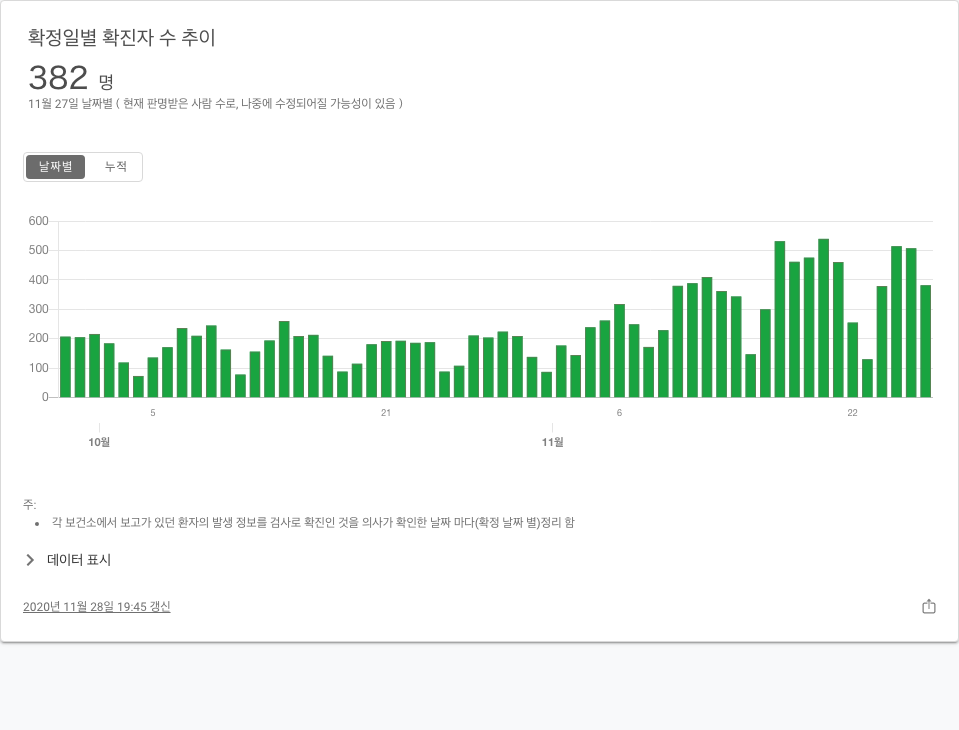 확정일별 확진자 수 추이
382 명
11월 27일 날짜별 ( 현재 판명받은 사람 수로, 나중에 수정되어질 가능성이 있음 )
날짜별 누적
600
500
400
300
200
100
0
5 21 6 22
10월 11월
주:
• 각 보건소에서 보고가 있던 환자의 발생 정보를 검사로 확진인 것을 의사가 확인한 날짜 마다(확정 날짜 별)정리 함
데이터 표시
2020년 11월 28일 19:45 갱신